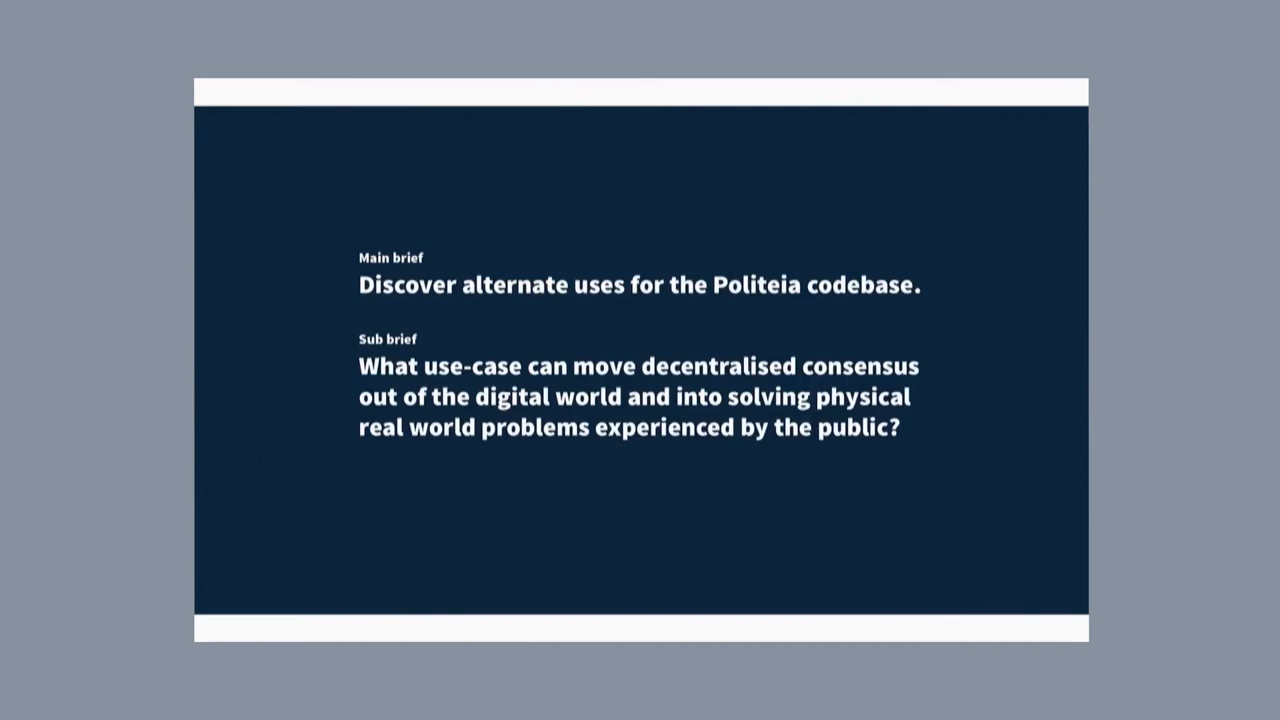 Main brief
Discover alternate uses for the Politeia codebase.
Sub brief
What use-case can move decentralised consensus
out of the digital world and into solving physical
real world problems experienced by the public?